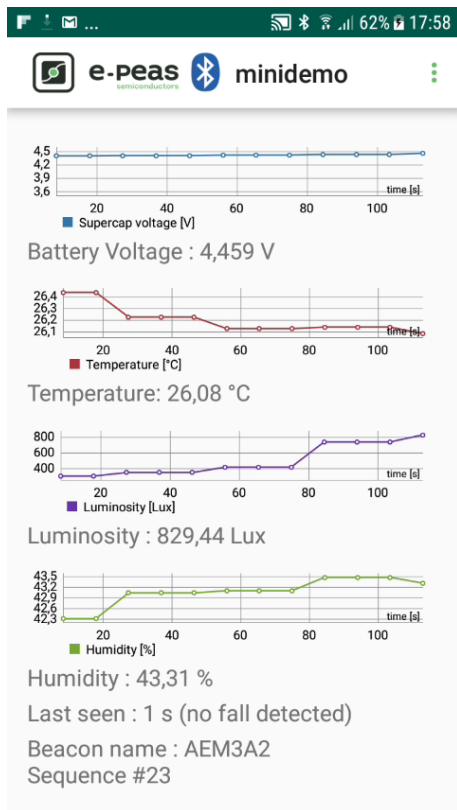 ... 62% 17:58
e-peas semiconductors minidemo
4,5
4,2
3,9
3,6
time [s]
20 40 60 80 100
Supercap voltage [V]
Battery Voltage : 4,459 V
26,4
26,3
26,2
26,1
time [s]
20 40 60 80 100
Temperature [°C]
Temperature: 26,08 °C
800
600
400
time [s]
20 40 60 80 100
Luminosity [Lux]
Luminosity : 829,44 Lux
43,5
43,2
42,9
42,6
42,3
time [s]
20 40 60 80 100
Humidity [%]
Humidity : 43,31 %
Last seen : 1 s (no fall detected)
Beacon name : AEM3A2
Sequence #23